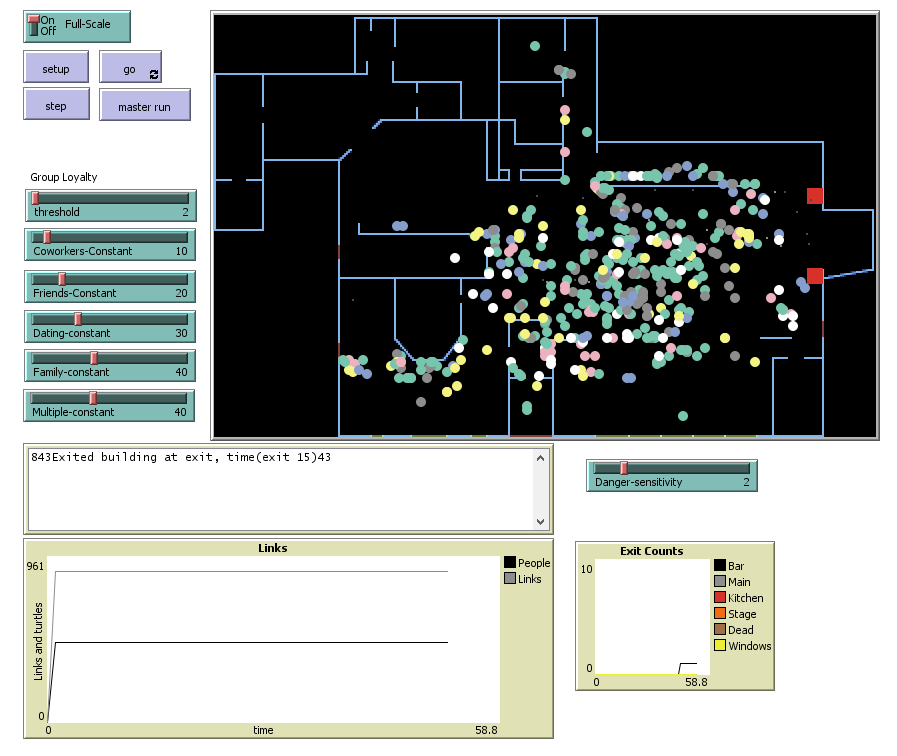 On
Off
Full-Scale
setup
go
step
master run
Group Loyalty
threshold 2
Coworkers-Constant 10
Friends-Constant 20
Dating-constant 30
Family-constant 40
Multiple-constant 40
843Exited building at exit, time(exit 15)43
Danger-sensitivity 2
Links
961
Links and turtles
0
0
time
58.8
People
Links
Exit Counts
10
0
0
58.8
Bar
Main
Kitchen
Stage
Dead
Windows